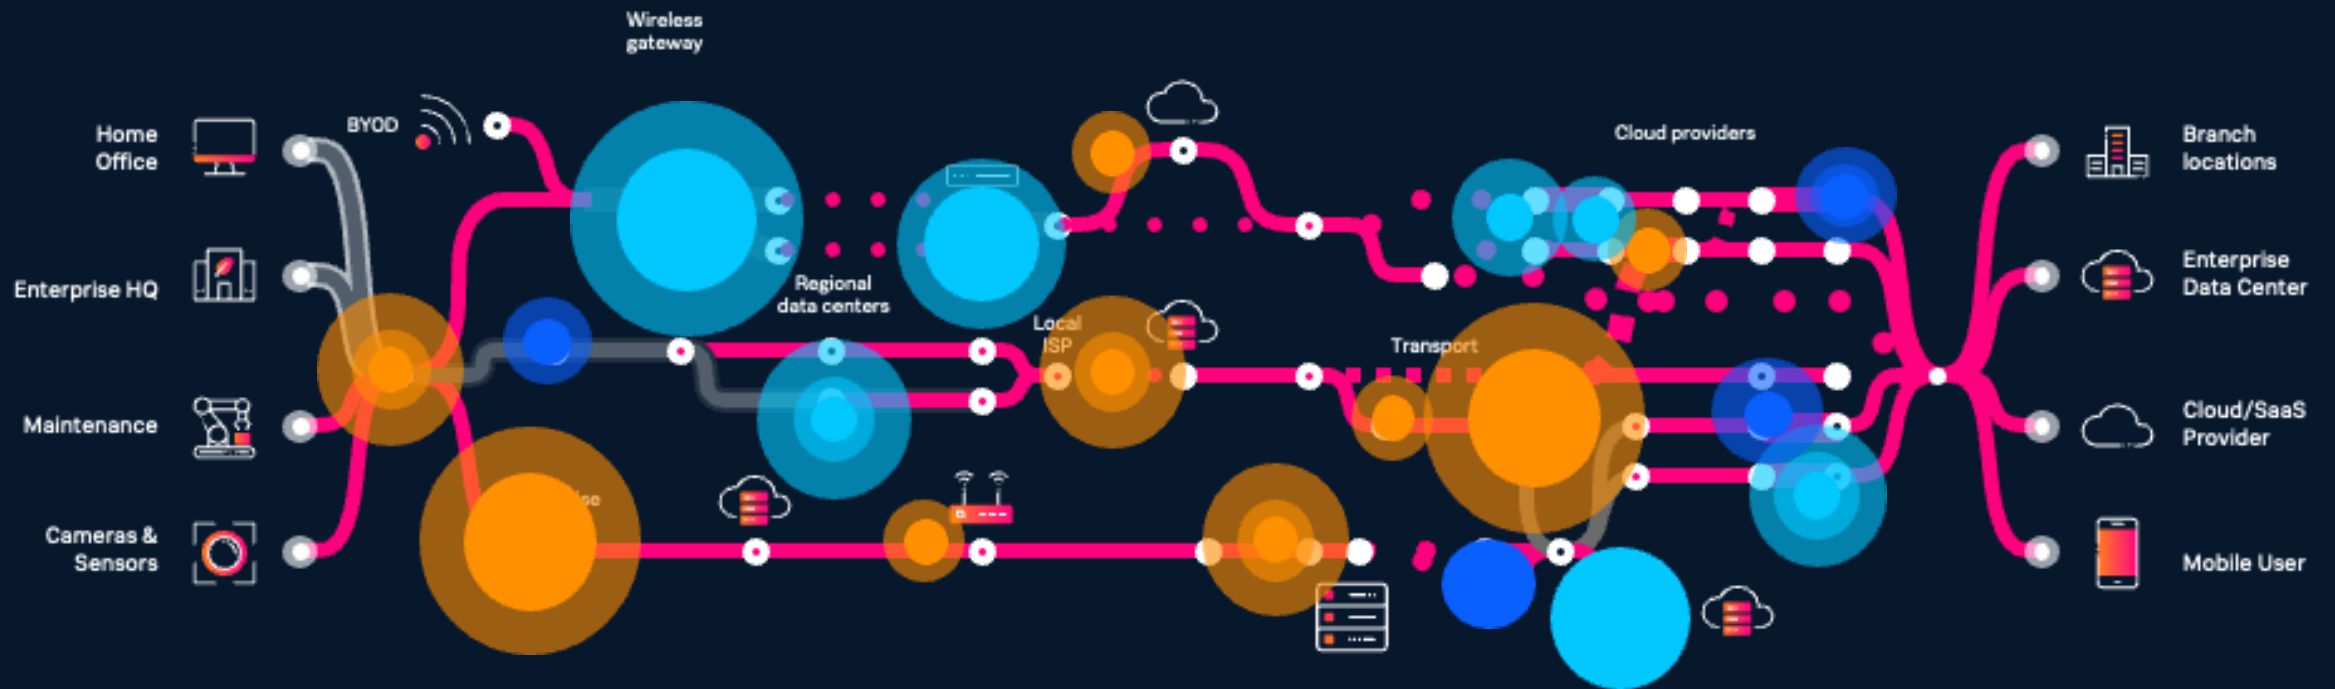 Wireless
gateway
Home
Office
BYOD
Cloud providers
Branch
locations
Enterprise HQ
Regional
data centers
Local
ISP
Transport
Enterprise
Data Center
Maintenance
Cloud/SaaS
Provider
Cameras &
Sensors
Mobile User